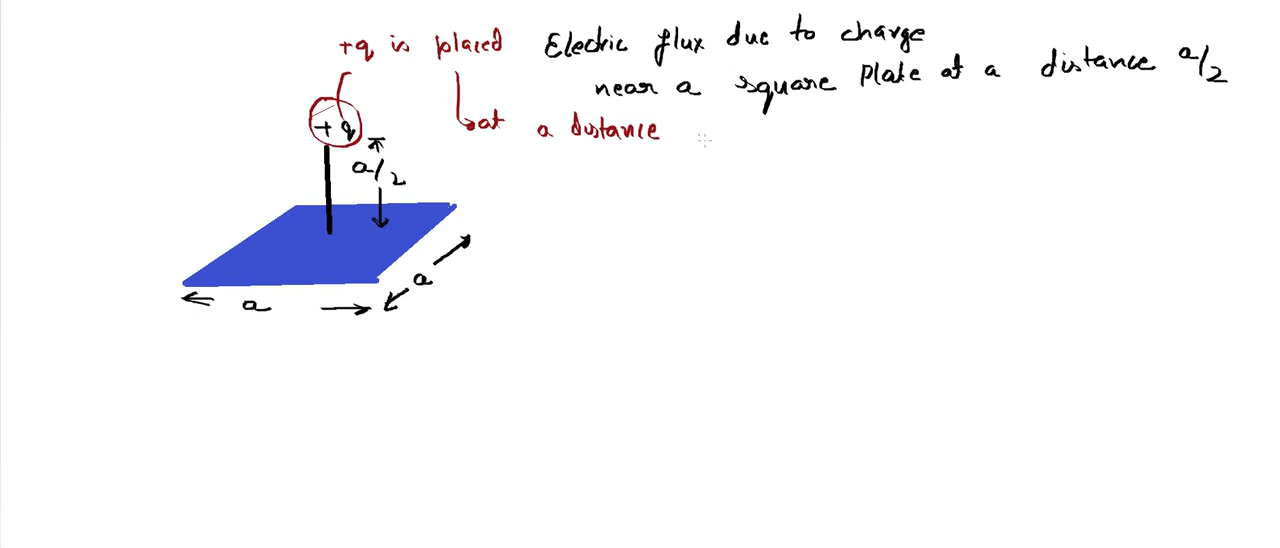 +q is placed
Electric flux due to charge
near a square plate at a distance a/2
at a distance
+q
a/2
a
a